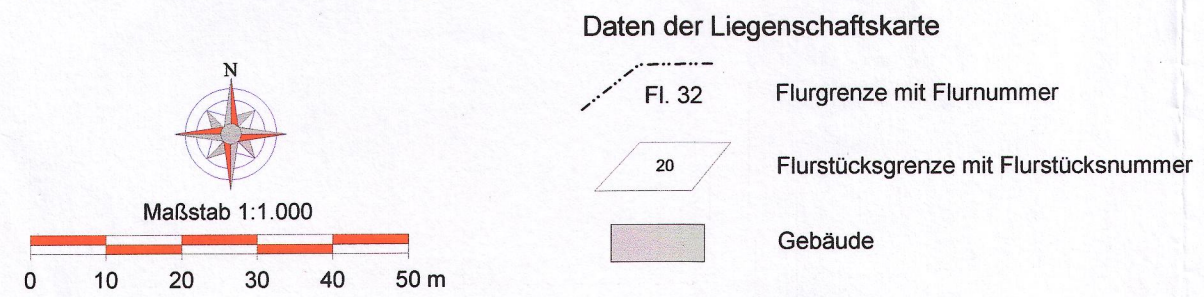 Daten der Liegenschaftskarte
N
Fl. 32
Flurgrenze mit Flurnummer
20
Flurstücksgrenze mit Flurstücksnummer
Maßstab 1:1.000
Gebäude
0 10 20 30 40 50 m